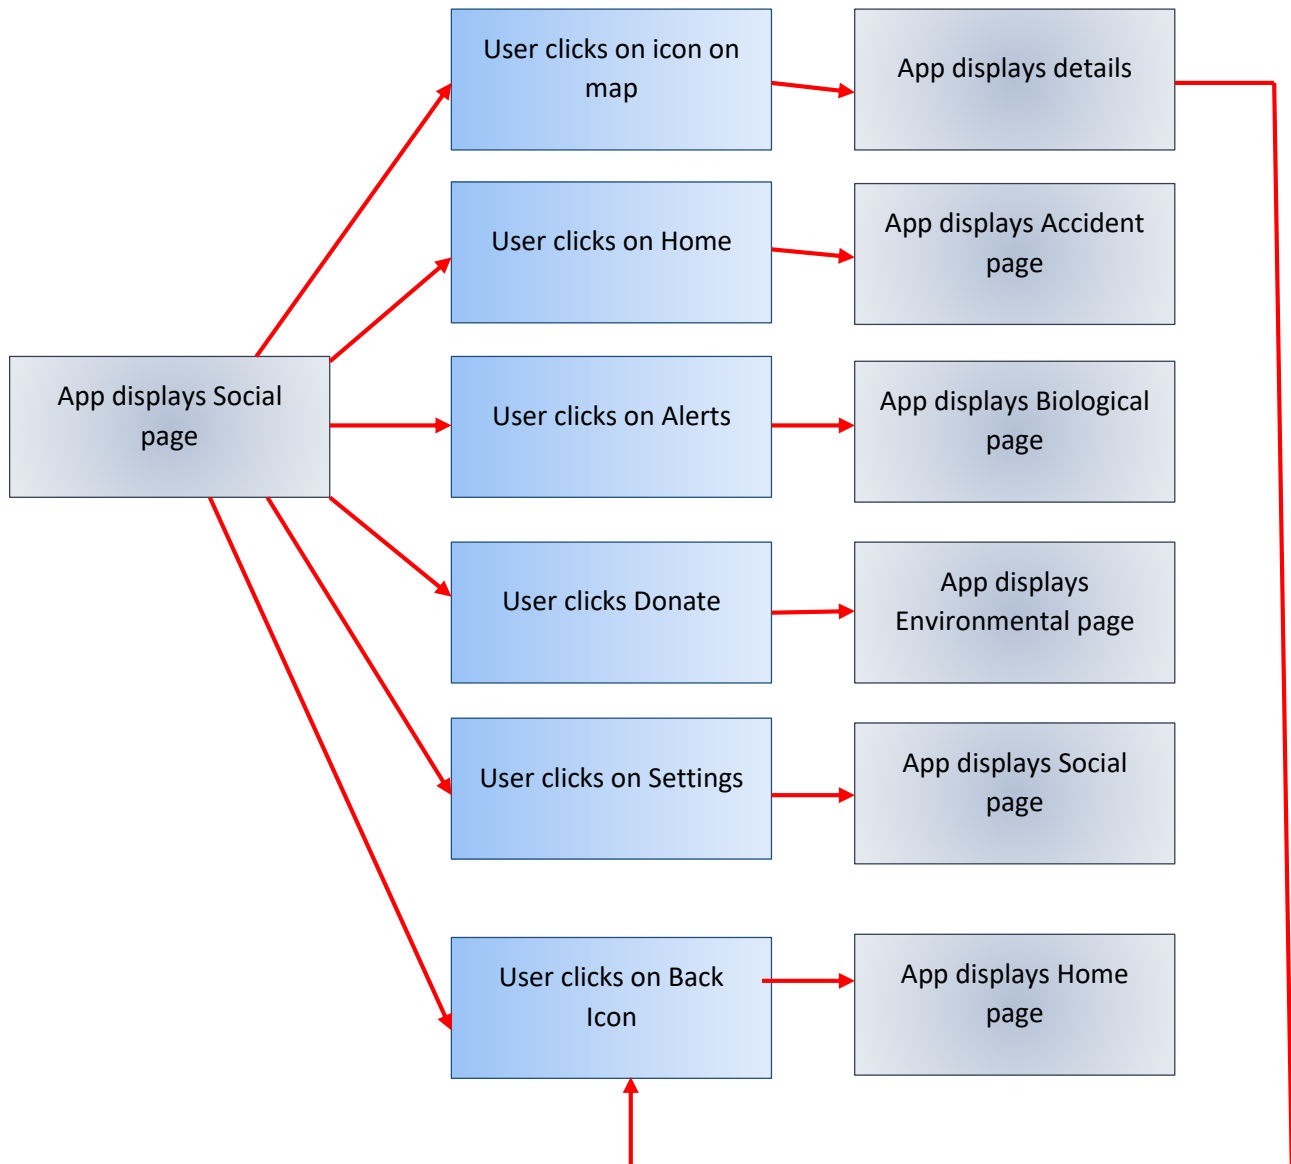 User clicks on icon on
map
App displays details
User clicks on Home
App displays Accident
page
App displays Social
page
User clicks on Alerts
App displays Biological
page
User clicks Donate
App displays
Environmental page
User clicks on Settings
App displays Social
page
User clicks on Back
Icon
App displays Home
page